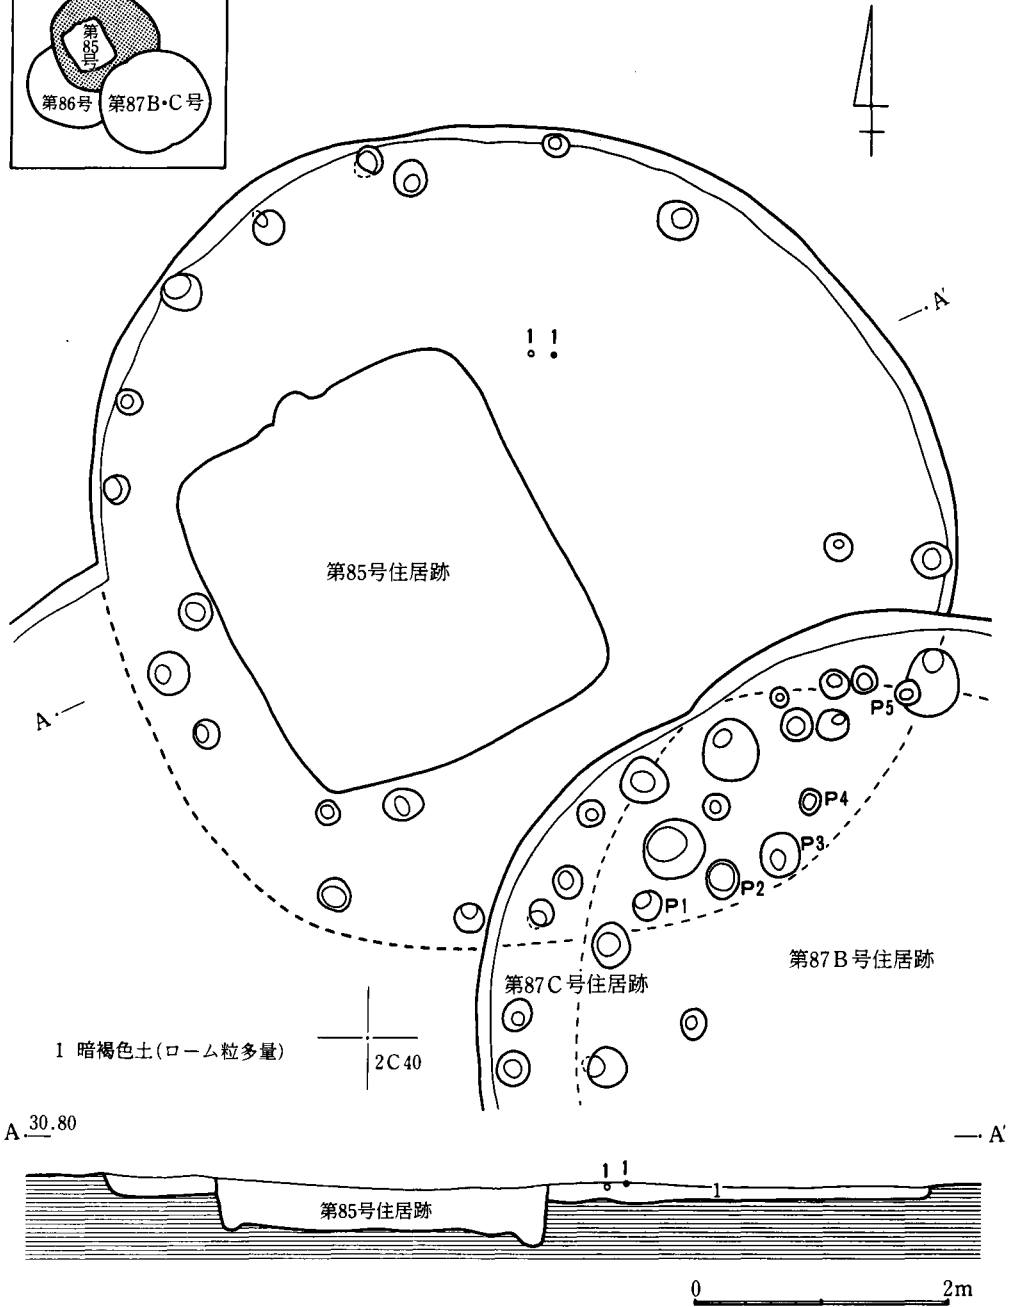 第85号
第86号
第87B・C号
A′
1 1
第85号住居跡
A
P5
P4
P3
P2
P1
第87B号住居跡
第87C号住居跡
1 暗褐色土(ローム粒多量)
2C40
A 30.80
A′
1 1
1
第85号住居跡
0 2m